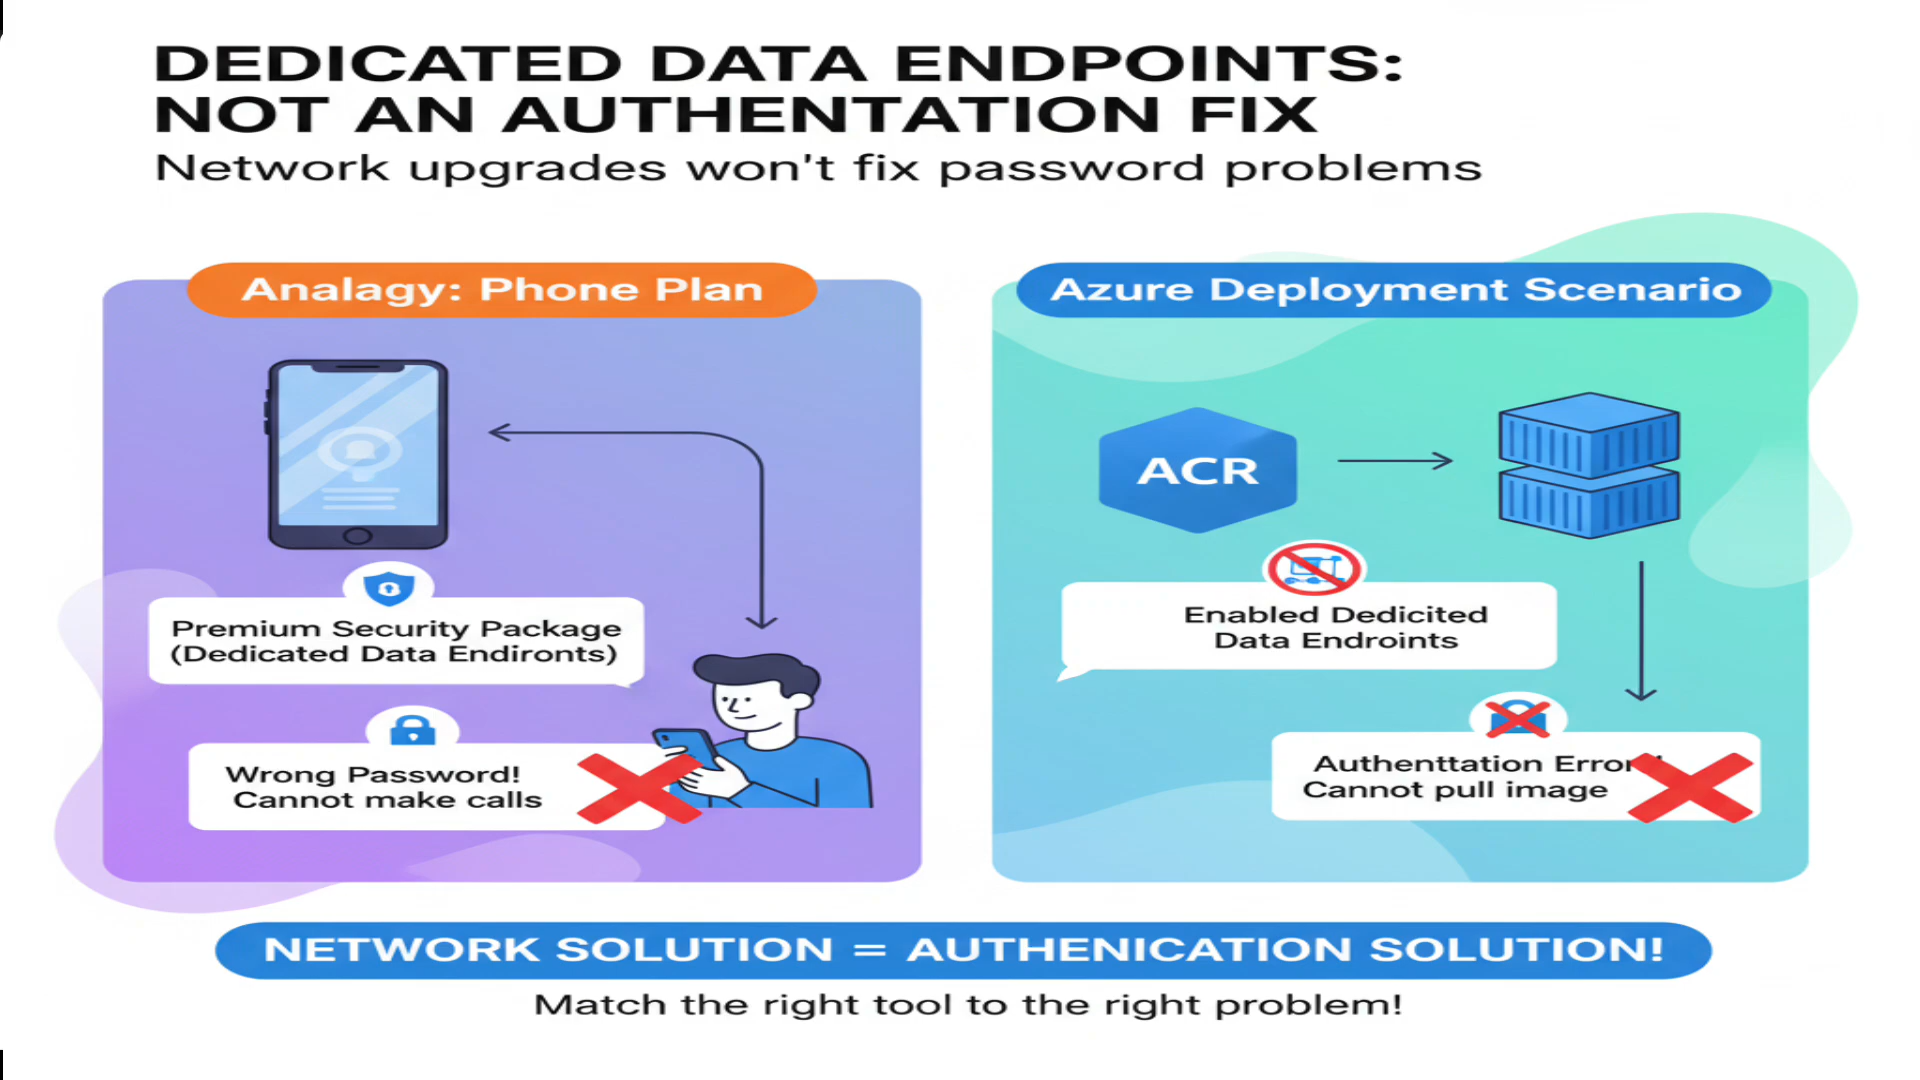 DEDICATED DATA ENDPOINTS:
NOT AN AUTHENTATION FIX
Network upgrades won't fix password problems
Analagy: Phone Plan
Premium Security Package
(Dedicated Data Endironts)
Wrong Password!
Cannot make calls
Azure Deployment Scenario
ACR
Enabled Dedicited
Data Endroints
Authenttation Error!
Cannot pull image
NETWORK SOLUTION = AUTHENICATION SOLUTION!
Match the right tool to the right problem!